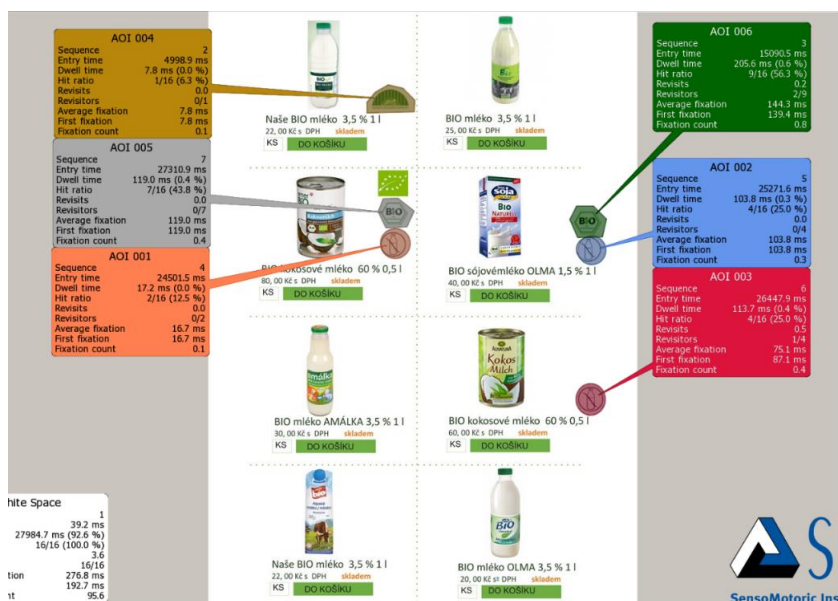 AOI 004
Sequence 2
Entry time 4998.9 ms
Dwell time 7.8 ms (0.0 %)
Hit ratio 1/16 (6.3 %)
Revisits 0.0
Revisitors 0/1
Average fixation 7.8 ms
First fixation 7.8 ms
Fixation count 0.1
AOI 005
Sequence 7
Entry time 27310.9 ms
Dwell time 119.0 ms (0.4 %)
Hit ratio 7/16 (43.8 %)
Revisits 0.0
Revisitors 0/7
Average fixation 119.0 ms
First fixation 119.0 ms
Fixation count 0.4
AOI 001
Sequence 4
Entry time 24501.5 ms
Dwell time 17.2 ms (0.0 %)
Hit ratio 2/16 (12.5 %)
Revisits 0.0
Revisitors 0/2
Average fixation 16.7 ms
First fixation 16.7 ms
Fixation count 0.1
hite Space
1
39.2 ms
27984.7 ms (92.6 %)
16/16 (100.0 %)
3.6
16/16
tion 276.8 ms
192.7 ms
nt 95.6
BIO
Naše BIO mléko 3,5 % 1 l
22, 00 Kč s DPH skladem
KS DO KOŠÍKU
BIO mléko 3,5 % 1 l
25, 00 Kč s DPH skladem
KS DO KOŠÍKU
BIO
BIO kokosové mléko 60 % 0,5 l
80, 00 Kč s DPH skladem
KS DO KOŠÍKU
soja
BIO
NATUR
BIO
BIO sójovémléko OLMA 1,5 % 1 l
40, 00 Kč s DPH skladem
KS DO KOŠÍKU
amálka
BIO mléko AMÁLKA 3,5 % 1 l
30, 00 Kč s DPH skladem
KS DO KOŠÍKU
Kokos
Milch
BIO kokosové mléko 60 % 0,5 l
60, 00 Kč s DPH skladem
KS DO KOŠÍKU
Naše BIO mléko 3,5 % 1 l
22, 00 Kč s DPH skladem
KS DO KOŠÍKU
BIO
BIO mléko OLMA 3,5 % 1 l
20, 00 Kč s DPH skladem
KS DO KOŠÍKU
AOI 006
Sequence 3
Entry time 15090.5 ms
Dwell time 205.6 ms (0.6 %)
Hit ratio 9/16 (56.3 %)
Revisits 0.2
Revisitors 2/9
Average fixation 144.3 ms
First fixation 139.4 ms
Fixation count 0.8
AOI 002
Sequence 5
Entry time 25271.6 ms
Dwell time 103.8 ms (0.3 %)
Hit ratio 4/16 (25.0 %)
Revisits 0.0
Revisitors 0/4
Average fixation 103.8 ms
First fixation 103.8 ms
Fixation count 0.3
AOI 003
Sequence 6
Entry time 26447.9 ms
Dwell time 113.7 ms (0.4 %)
Hit ratio 4/16 (25.0 %)
Revisits 0.5
Revisitors 1/4
Average fixation 75.1 ms
First fixation 87.1 ms
Fixation count 0.4
S
SensoMotoric Ins